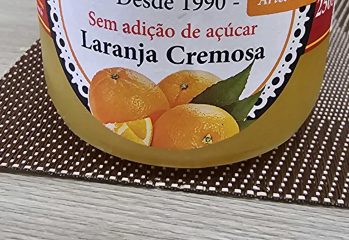 Desde 1990 -
Sem adição de açúcar
Laranja Cremosa